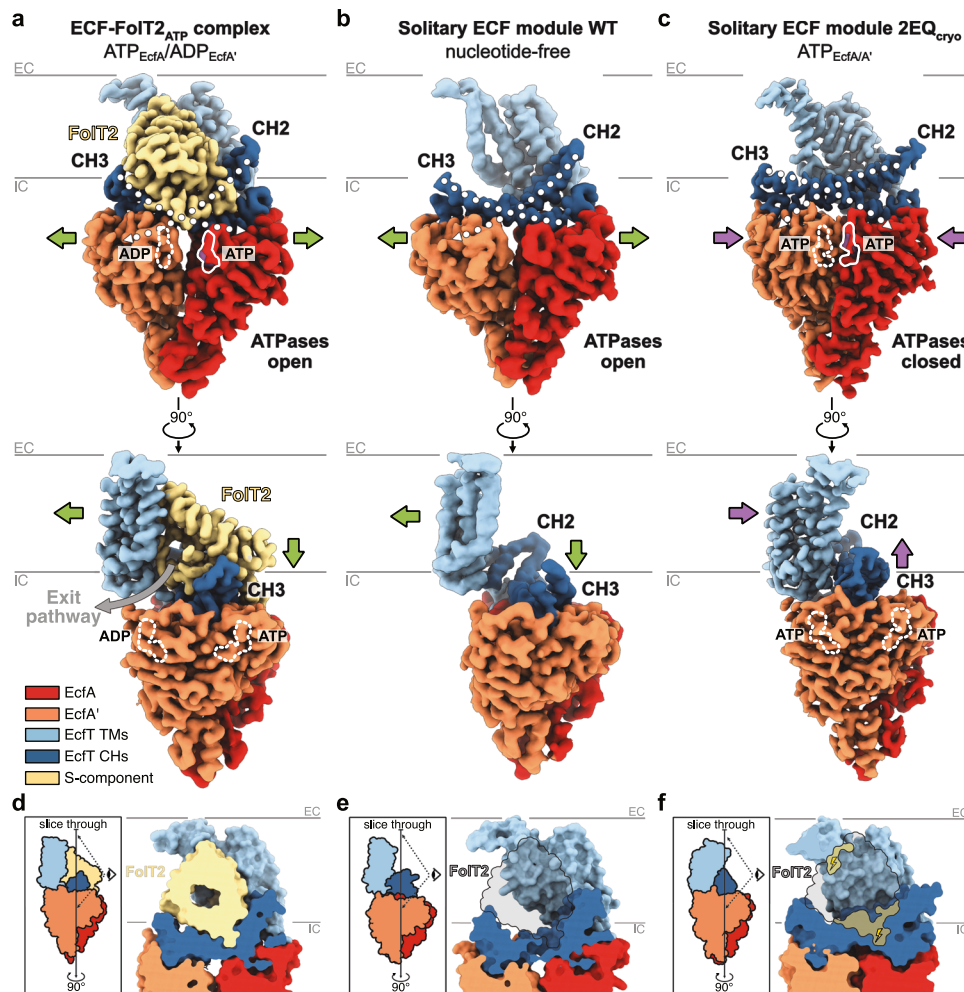 a
ECF-FolT2ATP complex
ATPEcfA/ADPEcfA'
EC
FolT2
CH3
CH2
IC
ADP
ATP
ATPases
open
90°
EC
FolT2
IC
Exit
pathway
CH3
ADP
ATP
EcfA
EcfA'
EcfT TMs
EcfT CHs
S-component
b
Solitary ECF module WT
nucleotide-free
CH3
CH2
ATPases
open
90°
CH2
CH3
c
Solitary ECF module 2EQcryo
ATPEcfA/A'
EC
CH3
CH2
IC
ATP
ATP
ATPases
closed
90°
EC
CH2
IC
CH3
ATP
ATP
d
slice through
90°
EC
FolT2
IC
e
slice through
90°
EC
FolT2
IC
f
slice through
90°
EC
FolT2
IC